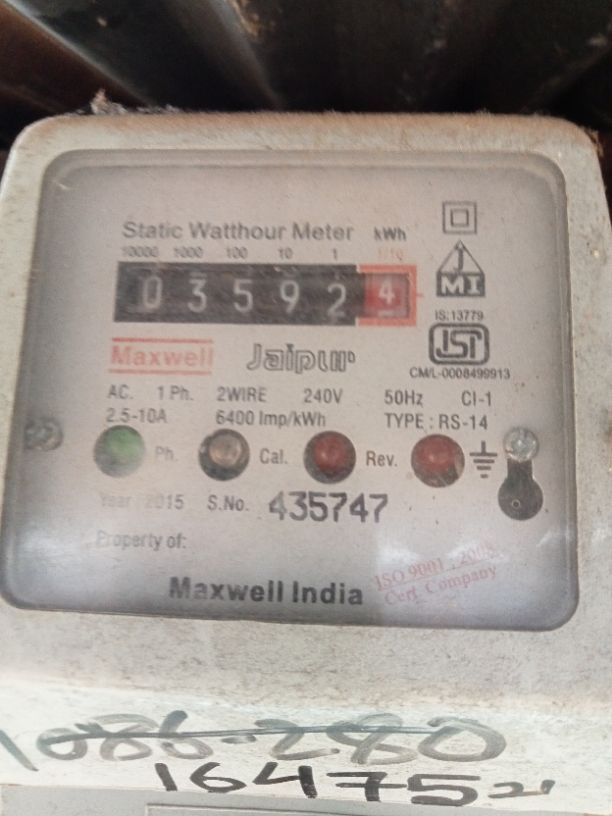 Static Watthour Meter kWh
10000 1000 100 10 1 1/10
0 3 5 9 2 4
J
MI
IS:13779
ISI
CM/L-0008499913
Maxwell Jaipur
AC. 1 Ph. 2WIRE 240V 50Hz Cl-1
2.5-10A 6400 Imp/kWh TYPE : RS-14
Ph. Cal. Rev.
Year 2015 S.No. 435747
Property of:
Maxwell India
ISO 9001 : 2008
Cert. Company
1086-280
16475